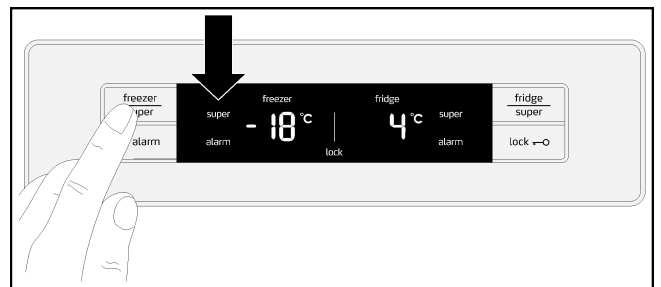 freezer
super
alarm
freezer
super
alarm
- 18 °C
lock
fridge
4 °C
super
alarm
fridge
super
lock